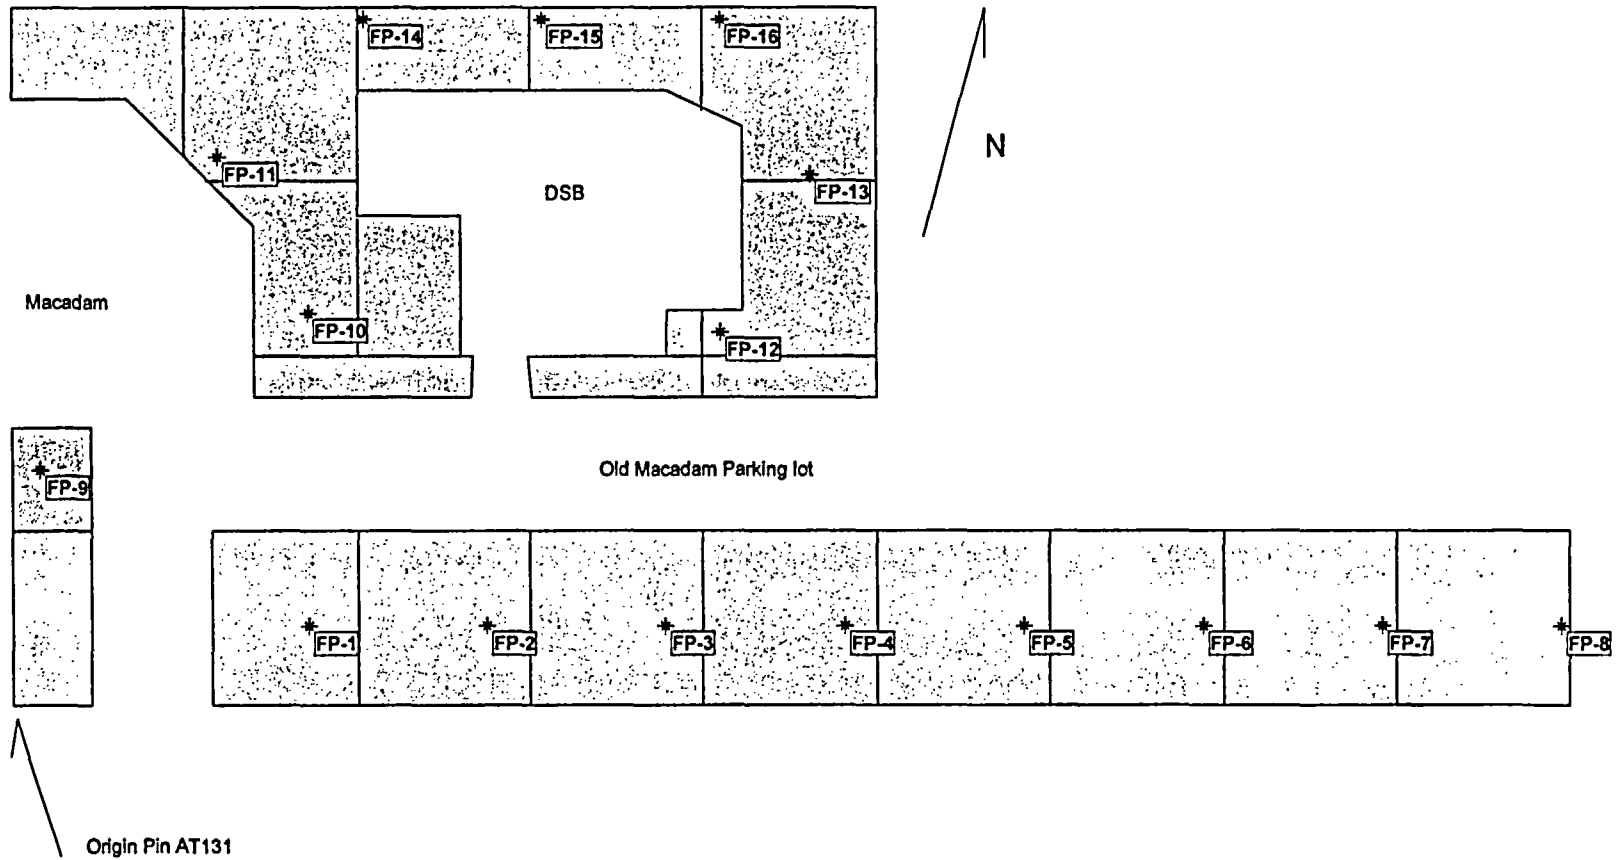 FP-14
FP-15
FP-16
N
FP-11
DSB
FP-13
Macadam
FP-10
FP-12
FP-9
Old Macadam Parking lot
FP-1
FP-2
FP-3
FP-4
FP-5
FP-6
FP-7
FP-8
Origin Pin AT131